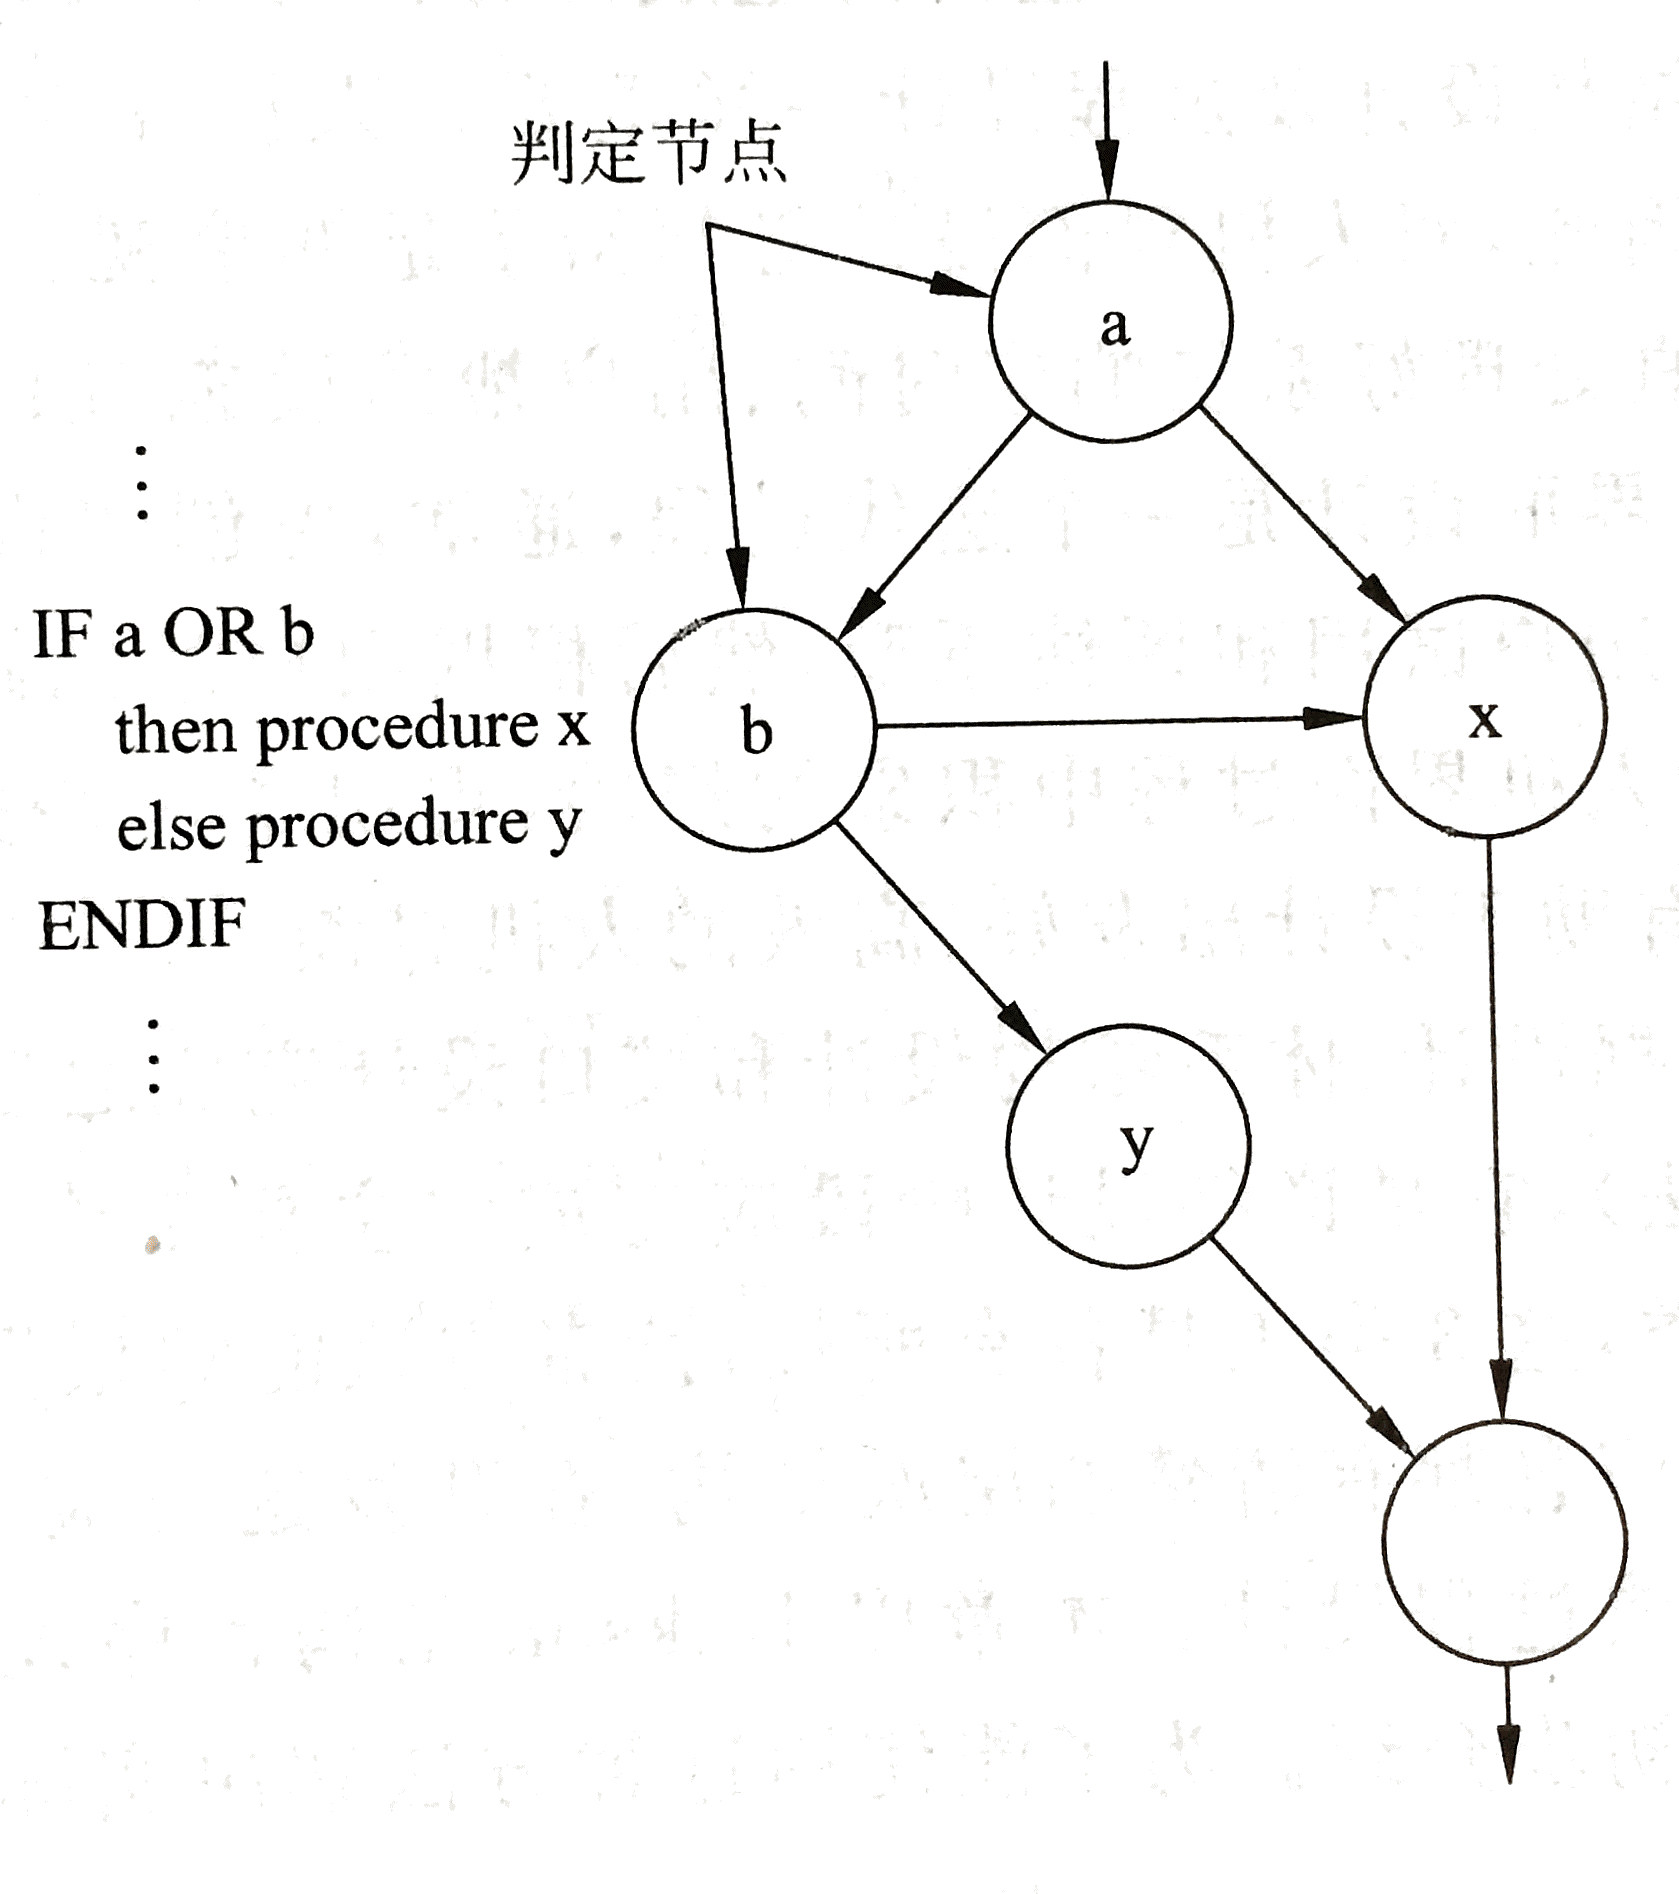 判定节点
a
⋮
IF a OR b
then procedure x
else procedure y
ENDIF
⋮
b
x
y